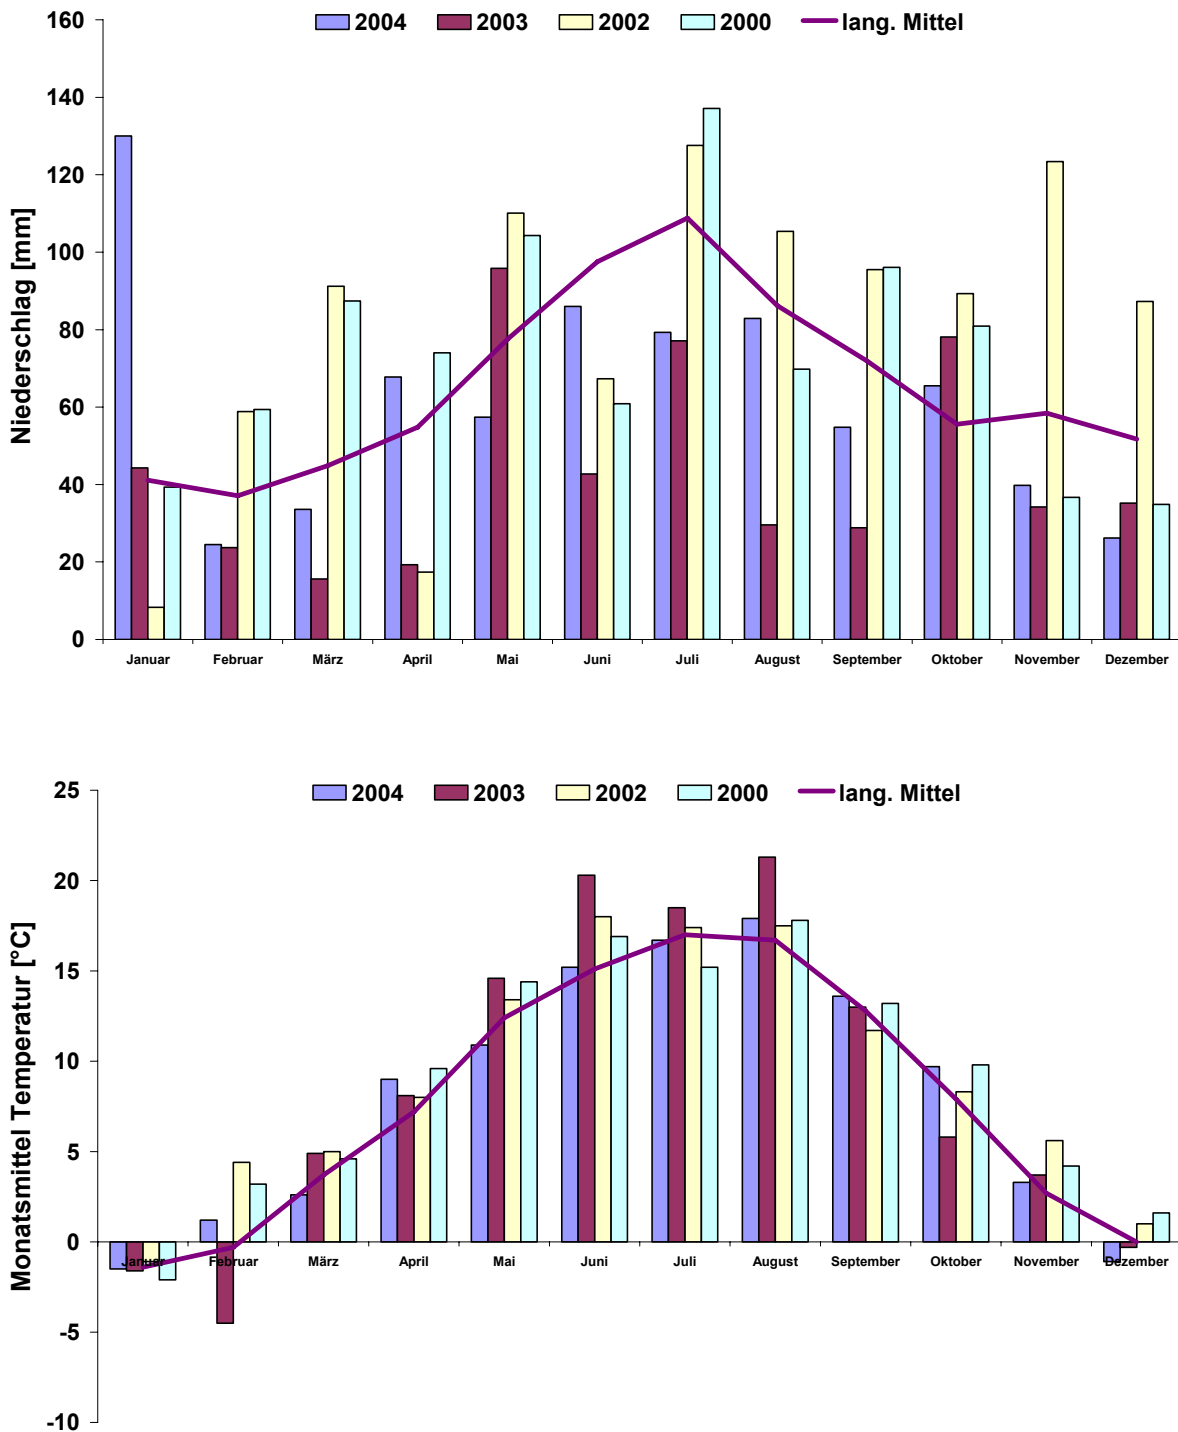 2004 2003 2002 2000 lang. Mittel
Niederschlag [mm]
160
140
120
100
80
60
40
20
0
Januar Februar März April Mai Juni Juli August September Oktober November Dezember
2004 2003 2002 2000 lang. Mittel
Monatsmittel Temperatur [°C]
25
20
15
10
5
0
-5
-10
Januar Februar März April Mai Juni Juli August September Oktober November Dezember